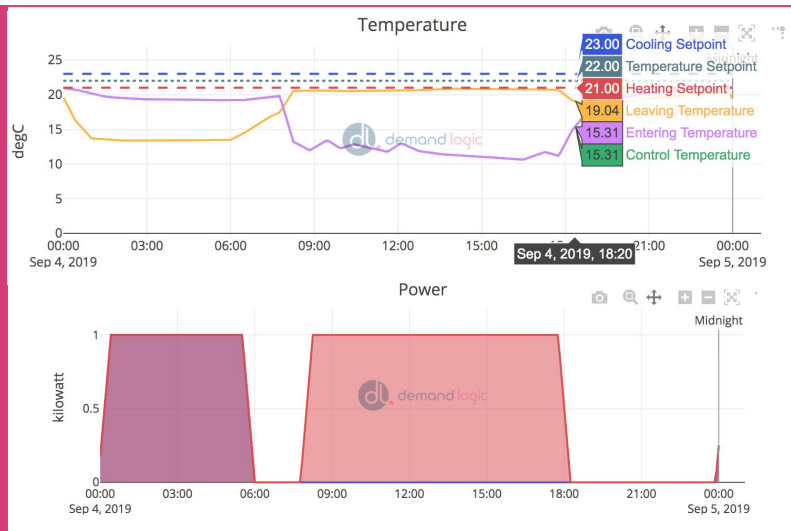 Temperature
25
20
15
10
5
0
degC
23.00 Cooling Setpoint
22.00 Temperature Setpoint
21.00 Heating Setpoint
19.04 Leaving Temperature
15.31 Entering Temperature
15.31 Control Temperature
Midnight
demand logic
00:00 03:00 06:00 09:00 12:00 15:00 21:00 00:00
Sep 4, 2019 Sep 5, 2019
Sep 4, 2019, 18:20
Power
Midnight
1
0.5
0
kilowatt
demand logic
00:00 03:00 06:00 09:00 12:00 15:00 18:00 21:00 00:00
Sep 4, 2019 Sep 5, 2019